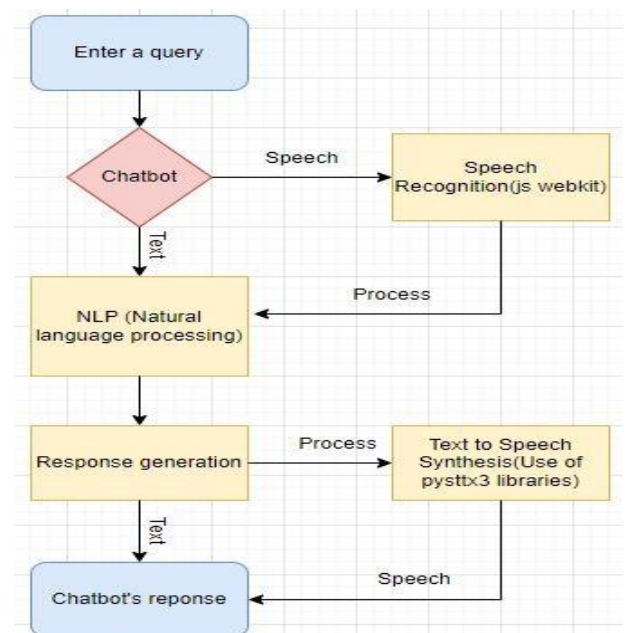 Enter a query
Chatbot
Speech
Speech
Recognition(js webkit)
Text
Process
NLP (Natural
language processing)
Response generation
Process
Text to Speech
Synthesis(Use of
pysttx3 libraries)
Text
Speech
Chatbot's reponse